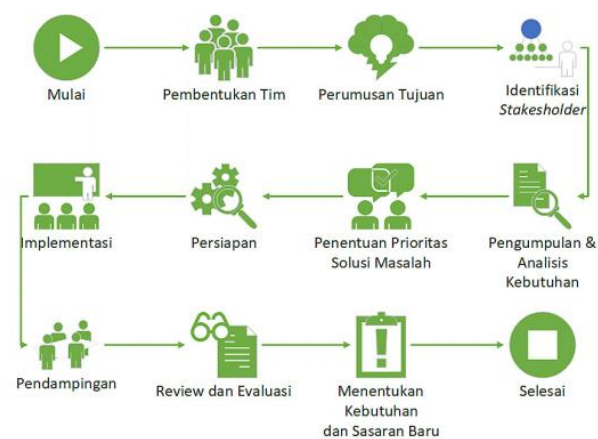 Mulai
Pembentukan Tim
Perumusan Tujuan
Identifikasi
Stakesholder
Pengumpulan &
Analisis
Kebutuhan
Penentuan Prioritas
Solusi Masalah
Persiapan
Implementasi
Pendampingan
Review dan Evaluasi
Menentukan
Kebutuhan
dan Sasaran Baru
Selesai